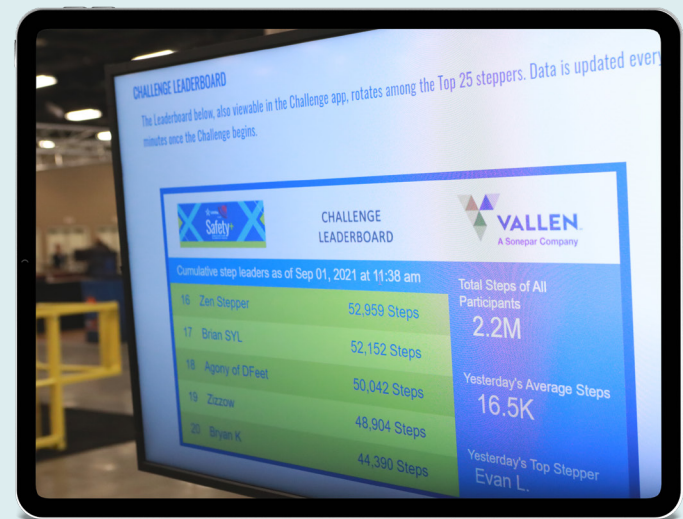 CHALLENGE LEADERBOARD
The Leaderboard below, also viewable in the Challenge app, rotates among the Top 25 steppers. Data is updated every
minutes once the Challenge begins.
Safety+
CHALLENGE
LEADERBOARD
VALLEN
A Sonepar Company
Cumulative step leaders as of Sep 01, 2021 at 11:38 am
16 Zen Stepper 52,959 Steps
17 Brian SYL 52,152 Steps
18 Agony of DFeet 50,042 Steps
19 Zizzow 48,904 Steps
20 Bryan K 44,390 Steps
Total Steps of All
Participants
2.2M
Yesterday's Average Steps
16.5K
Yesterday's Top Stepper
Evan L.